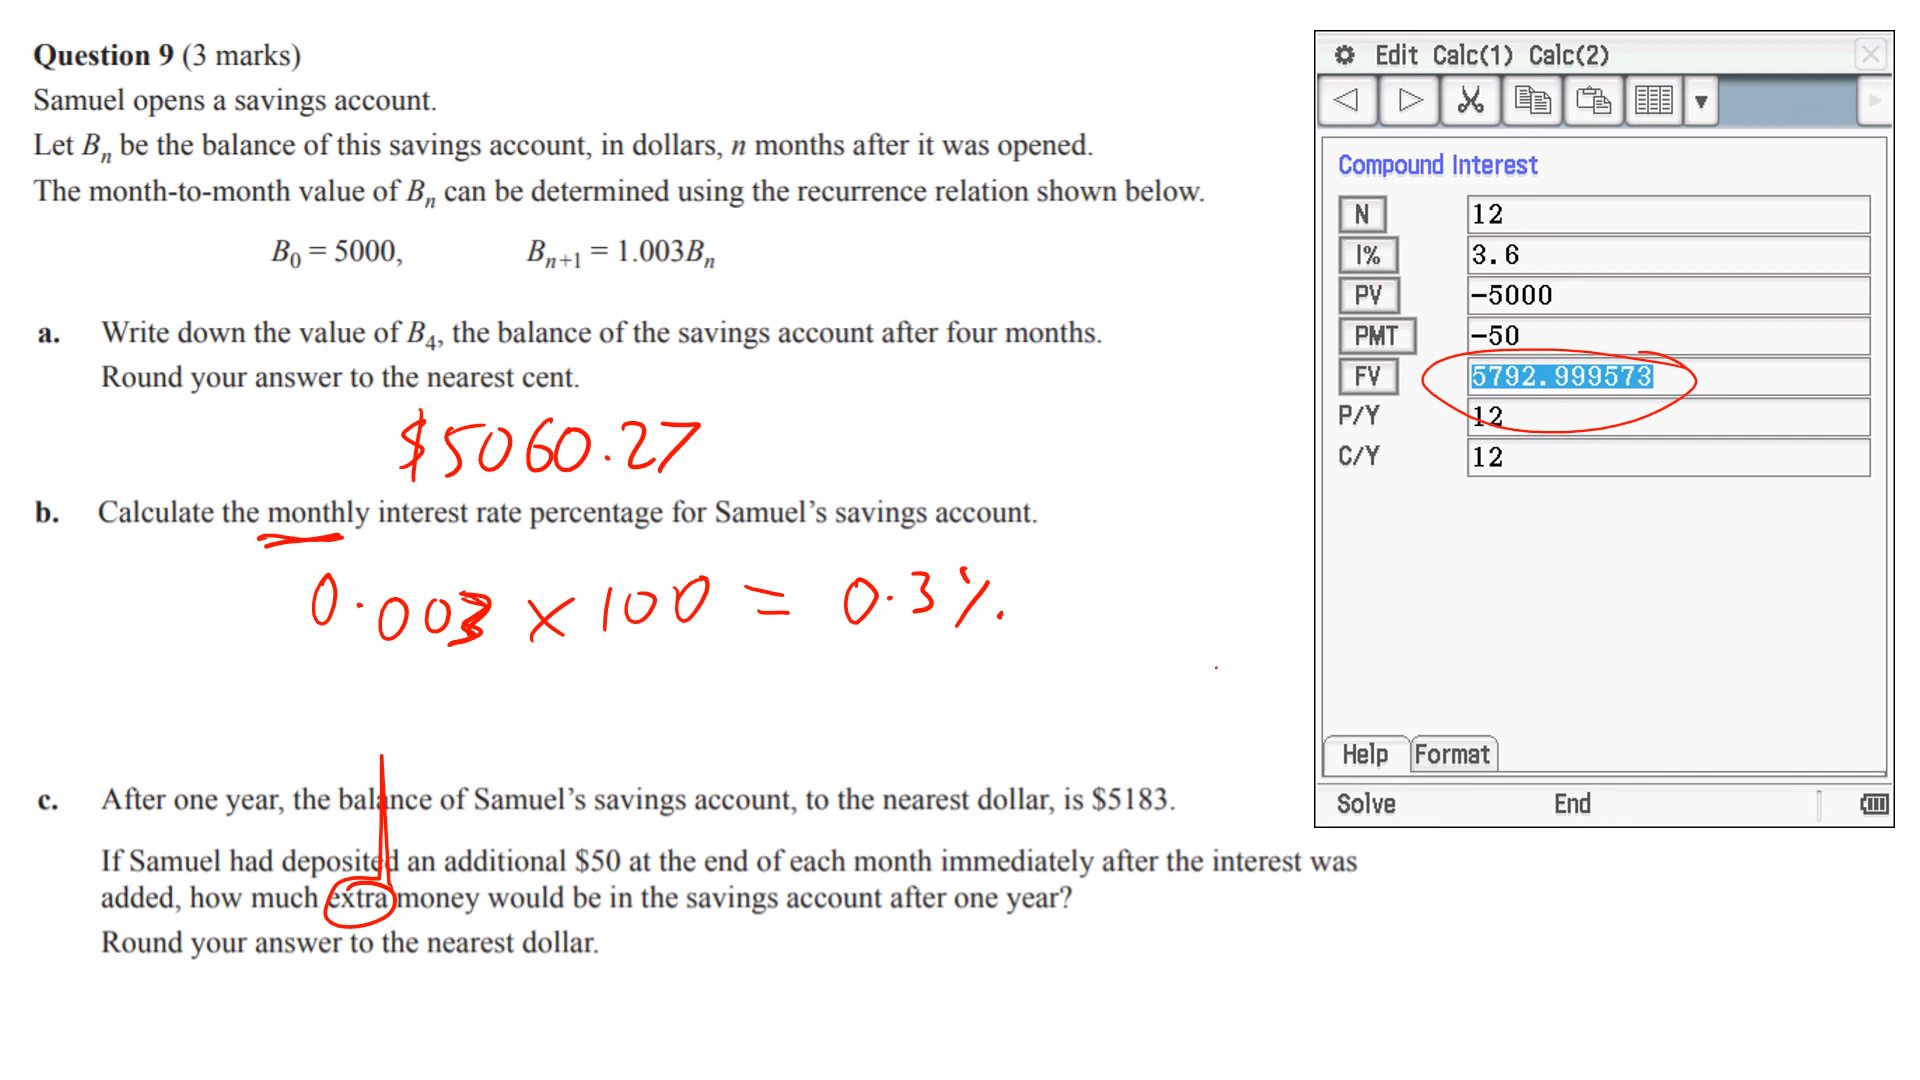 Question 9 (3 marks)
Samuel opens a savings account.
Let Bn be the balance of this savings account, in dollars, n months after it was opened.
The month-to-month value of Bn can be determined using the recurrence relation shown below.
B0 = 5000, Bn+1 = 1.003Bn
a. Write down the value of B4, the balance of the savings account after four months.
Round your answer to the nearest cent.
$5060.27
b. Calculate the monthly interest rate percentage for Samuel's savings account.
0.003 × 100 = 0.3%.
c. After one year, the balance of Samuel's savings account, to the nearest dollar, is $5183.
If Samuel had deposited an additional $50 at the end of each month immediately after the interest was
added, how much extra money would be in the savings account after one year?
Round your answer to the nearest dollar.
Edit Calc(1) Calc(2)
Compound Interest
N 12
I% 3.6
PV -5000
PMT -50
FV 5792.999573
P/Y 12
C/Y 12
Help Format
Solve End